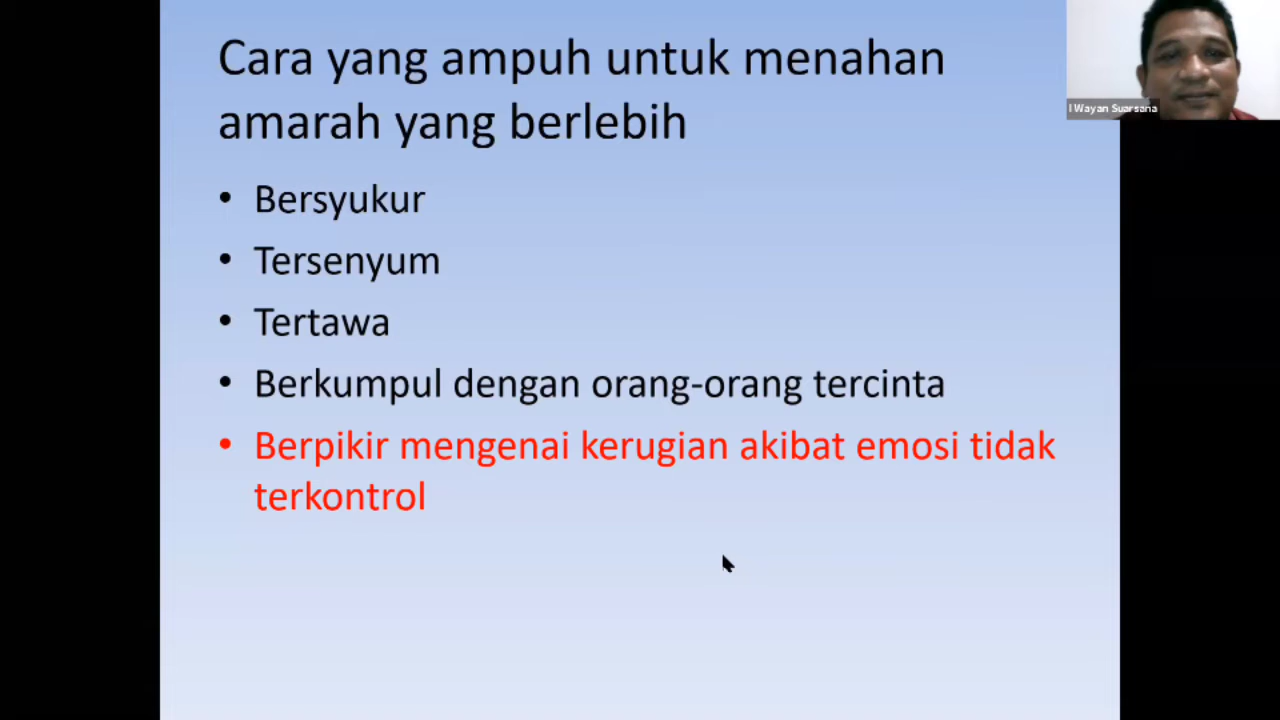 Cara yang ampuh untuk menahan
amarah yang berlebih
• Bersyukur
• Tersenyum
• Tertawa
• Berkumpul dengan orang-orang tercinta
• Berpikir mengenai kerugian akibat emosi tidak
terkontrol
I Wayan Suarsana